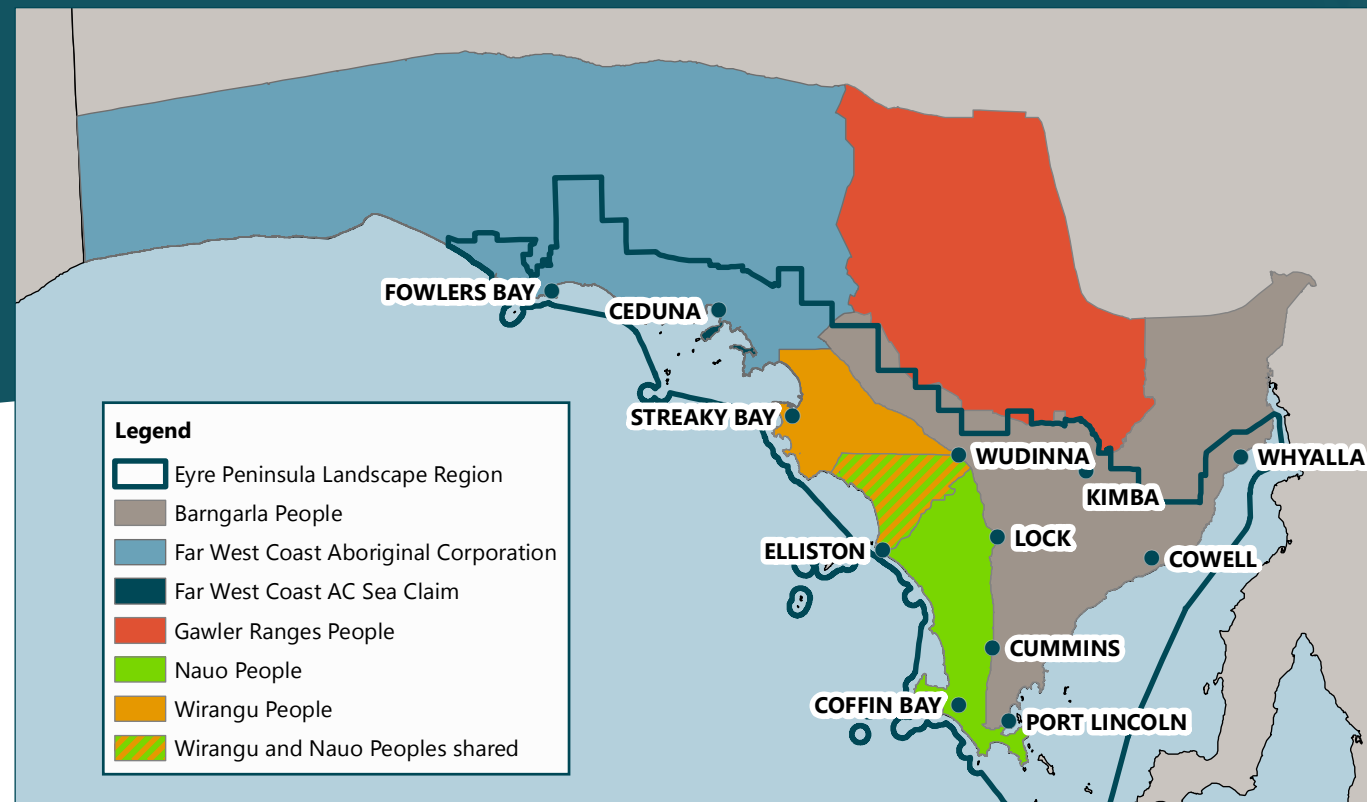 FOWLERS BAY
CEDUNA
STREAKY BAY
WUDINNA
WHYALLA
KIMBA
LOCK
ELLISTON
COWELL
CUMMINS
COFFIN BAY
PORT LINCOLN
Legend
Eyre Peninsula Landscape Region
Barngarla People
Far West Coast Aboriginal Corporation
Far West Coast AC Sea Claim
Gawler Ranges People
Nauo People
Wirangu People
Wirangu and Nauo Peoples shared